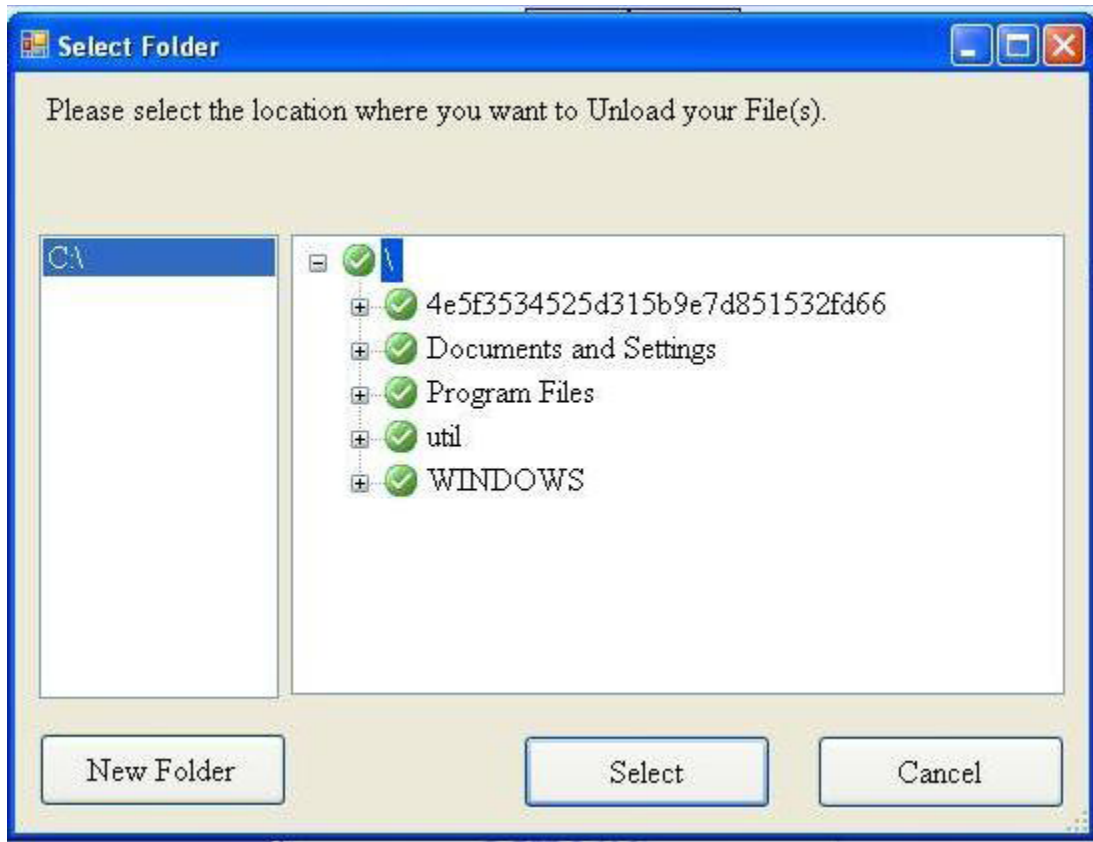 Select Folder
Please select the location where you want to Unload your File(s).
C:\
\
4e5f3534525d315b9e7d851532fd66
Documents and Settings
Program Files
util
WINDOWS
New Folder
Select
Cancel